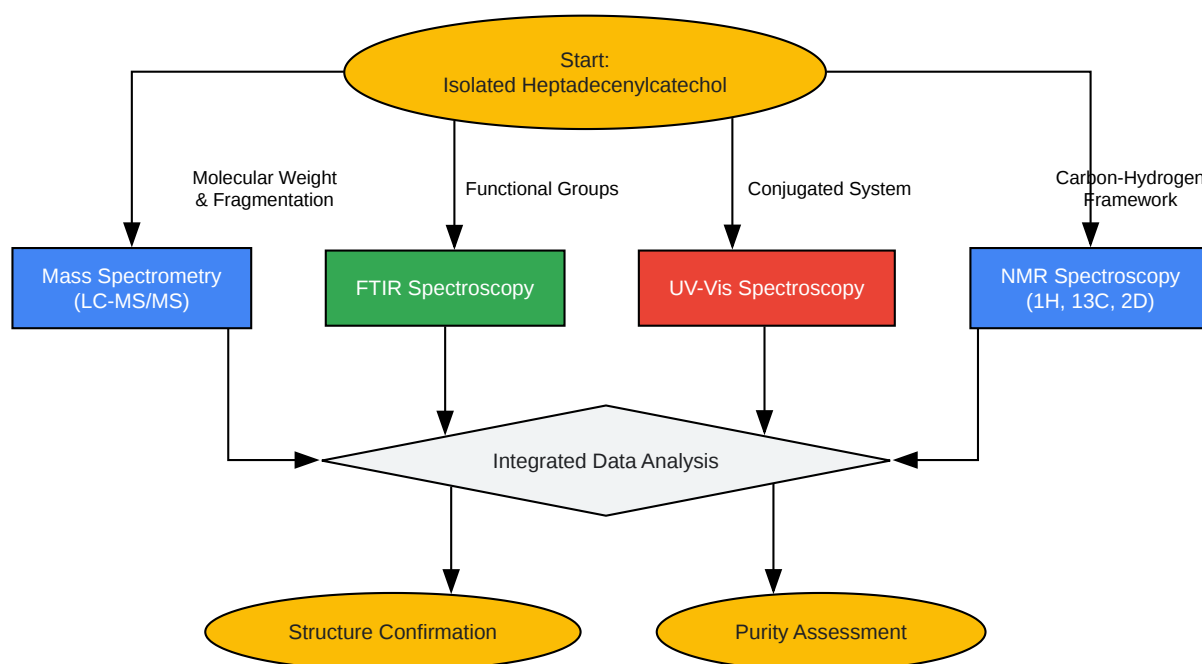 Start:
Isolated Heptadecenylcatechol
Molecular Weight
& Fragmentation
Functional Groups
Conjugated System
Carbon-Hydrogen
Framework
Mass Spectrometry
(LC-MS/MS)
FTIR Spectroscopy
UV-Vis Spectroscopy
NMR Spectroscopy
(1H, 13C, 2D)
Integrated Data Analysis
Structure Confirmation
Purity Assessment